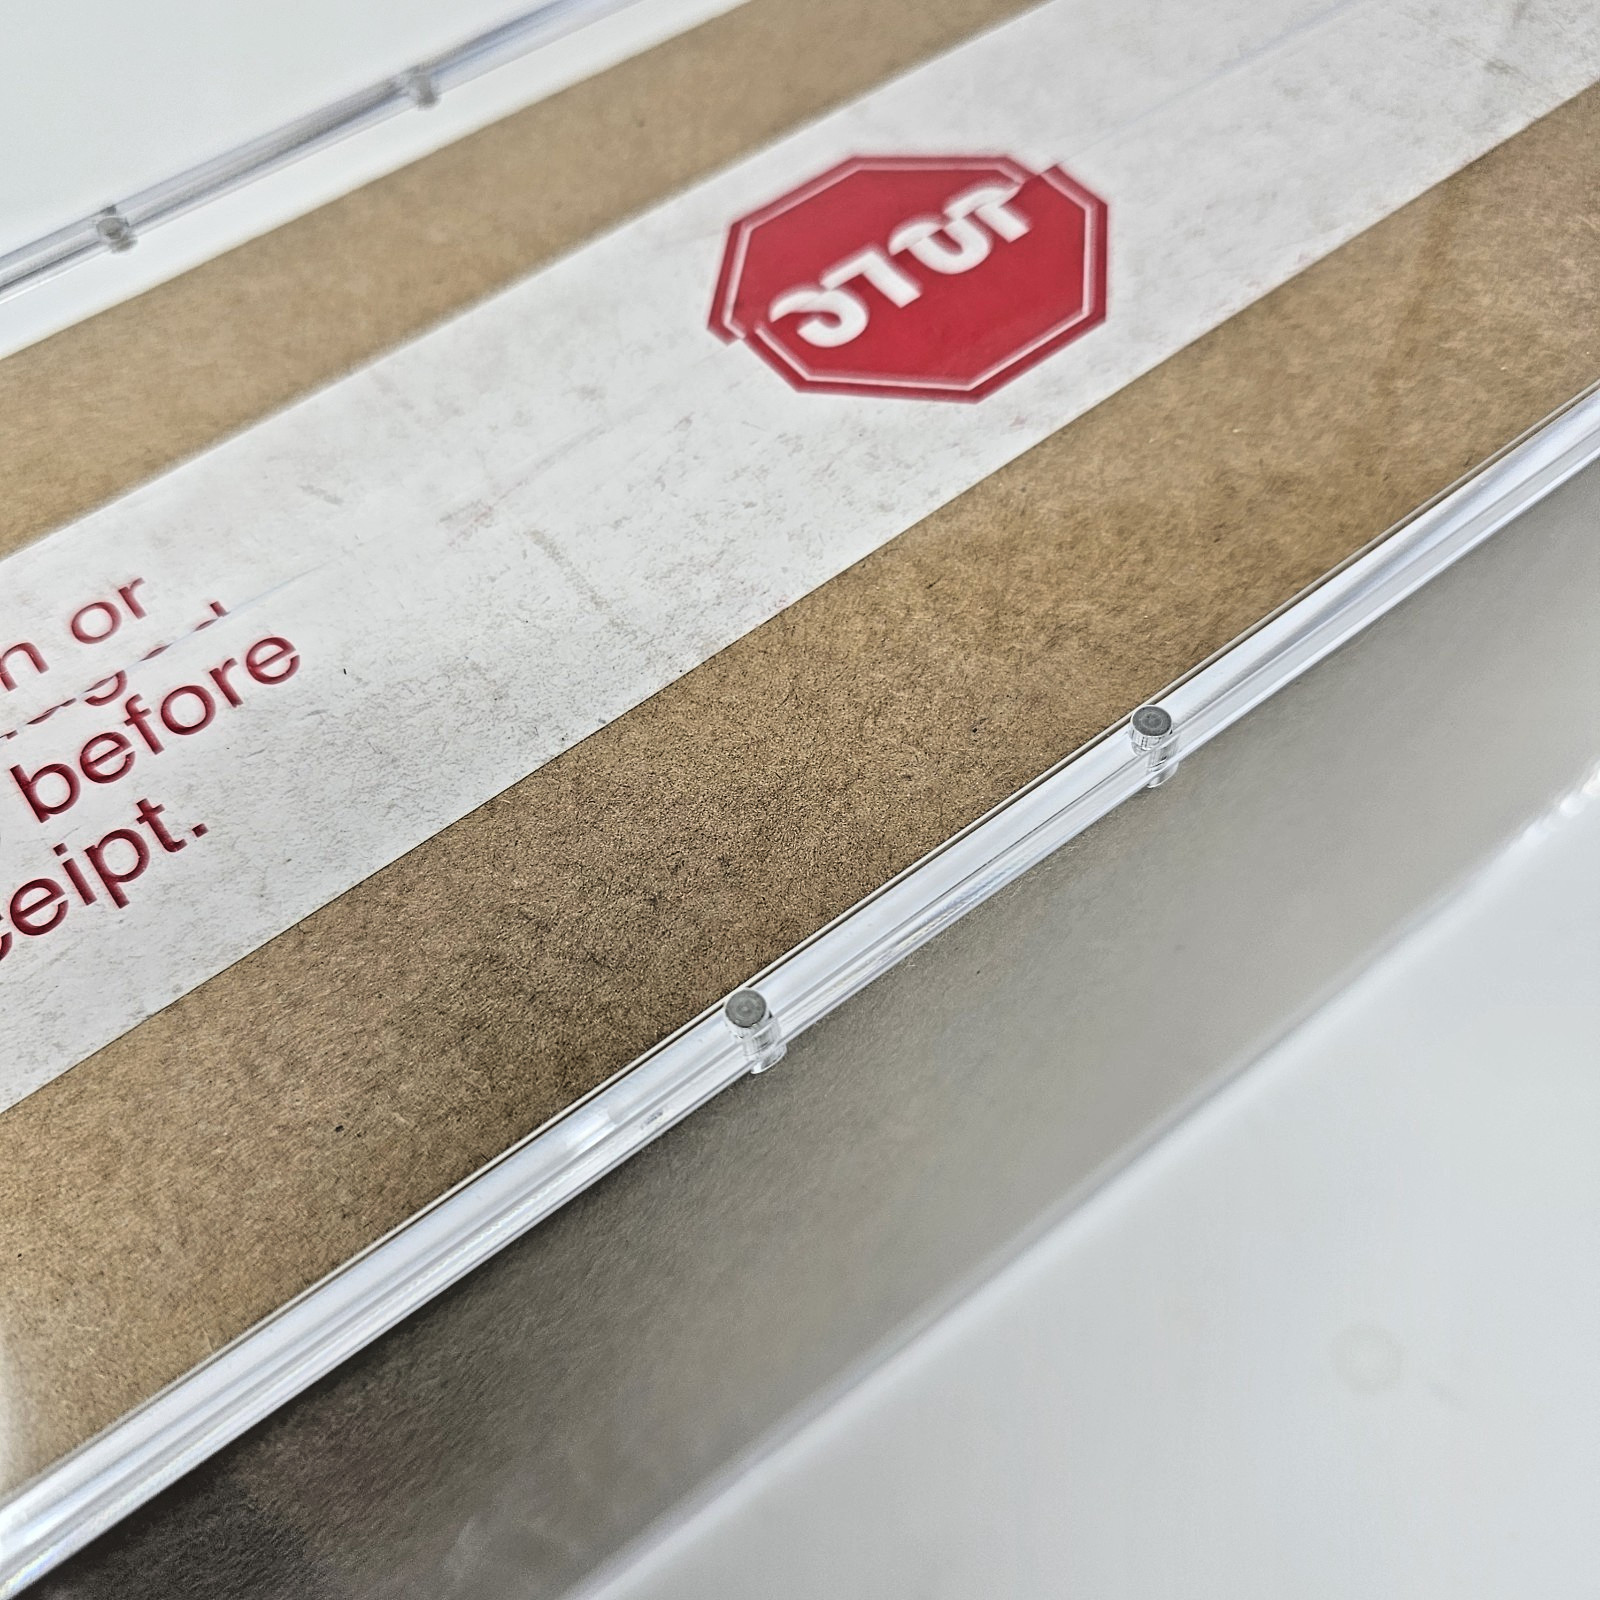 STOP
n or
before
ceipt.